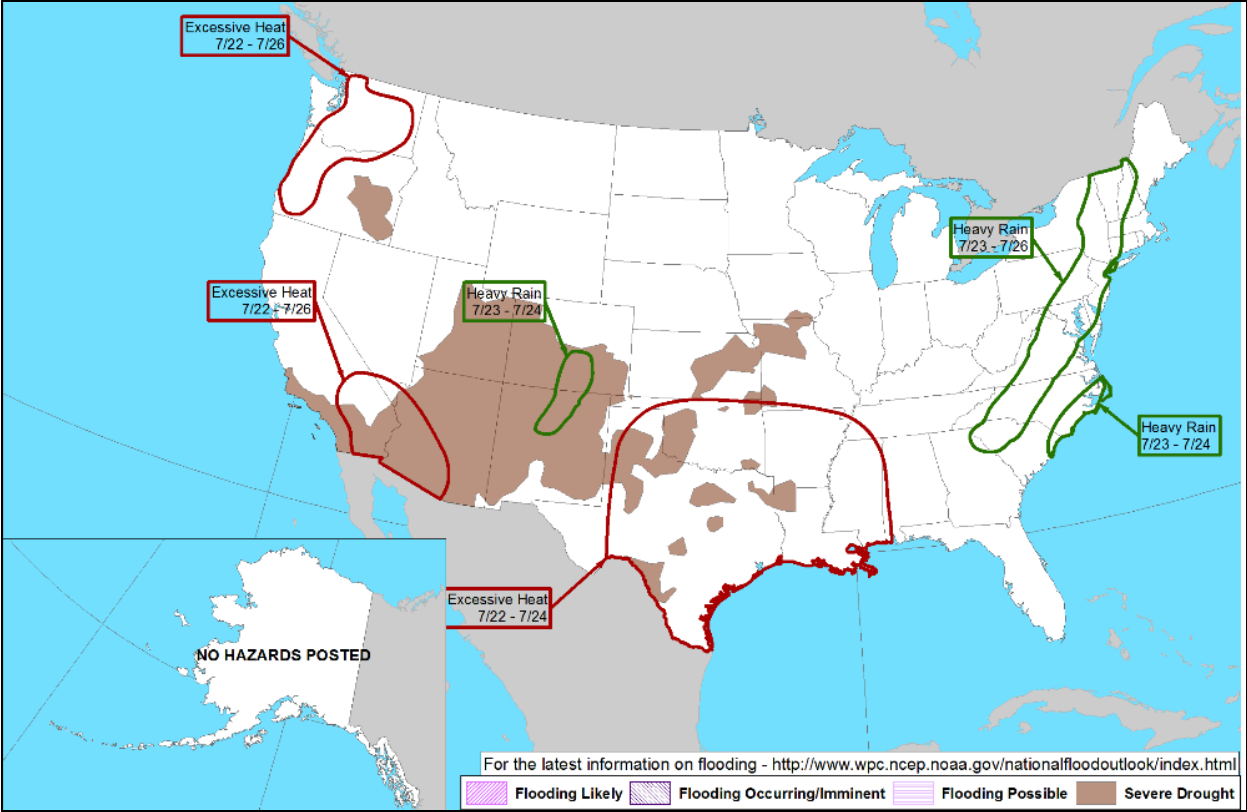 Excessive Heat
7/22 - 7/26
Heavy Rain
7/23 - 7/26
Excessive Heat
7/22 - 7/26
Heavy Rain
7/23 - 7/24
Heavy Rain
7/23 - 7/24
Excessive Heat
7/22 - 7/24
NO HAZARDS POSTED
For the latest information on flooding - http://www.wpc.ncep.noaa.gov/nationalfloodoutlook/index.html
Flooding Likely Flooding Occurring/Imminent Flooding Possible Severe Drought